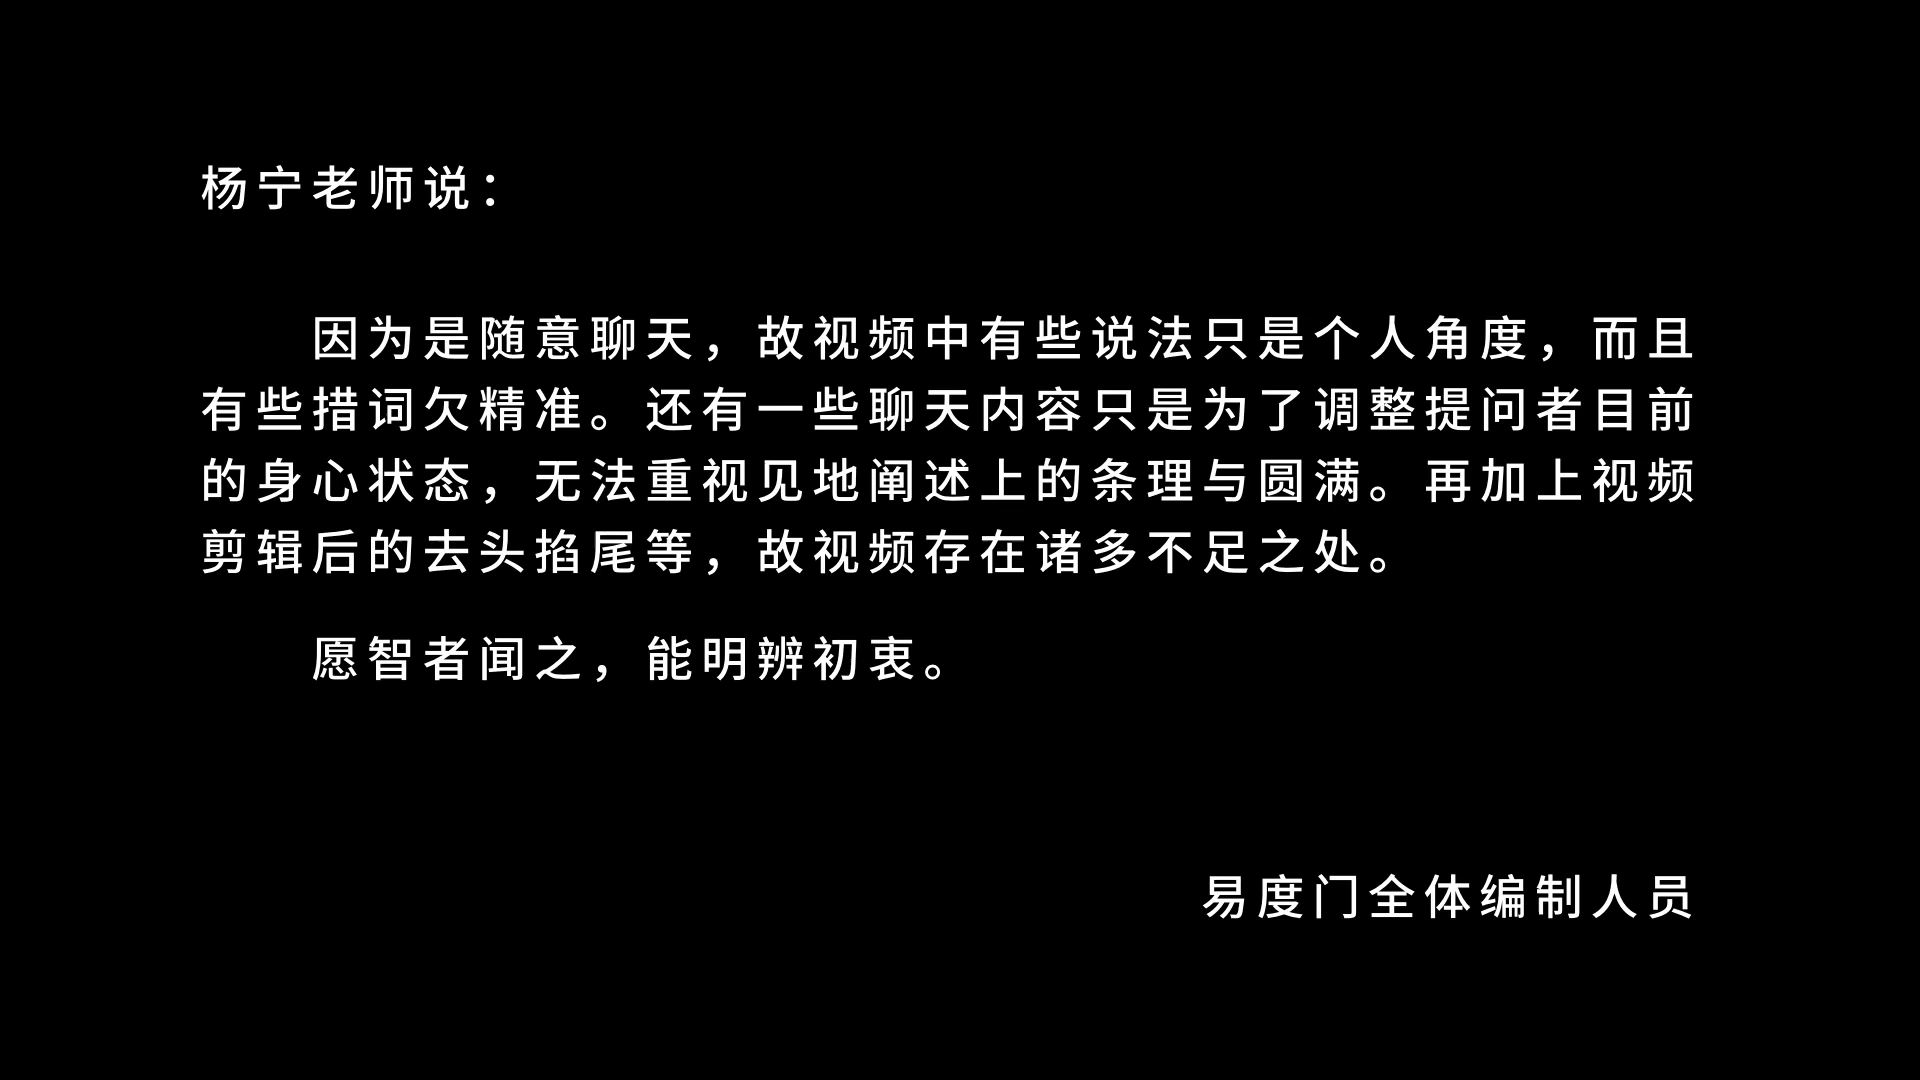 杨宁老师说：
因为是随意聊天，故视频中有些说法只是个人角度，而且
有些措词欠精准。还有一些聊天内容只是为了调整提问者目前
的身心状态，无法重视见地阐述上的条理与圆满。再加上视频
剪辑后的去头掐尾等，故视频存在诸多不足之处。
愿智者闻之，能明辨初衷。
易度门全体编制人员